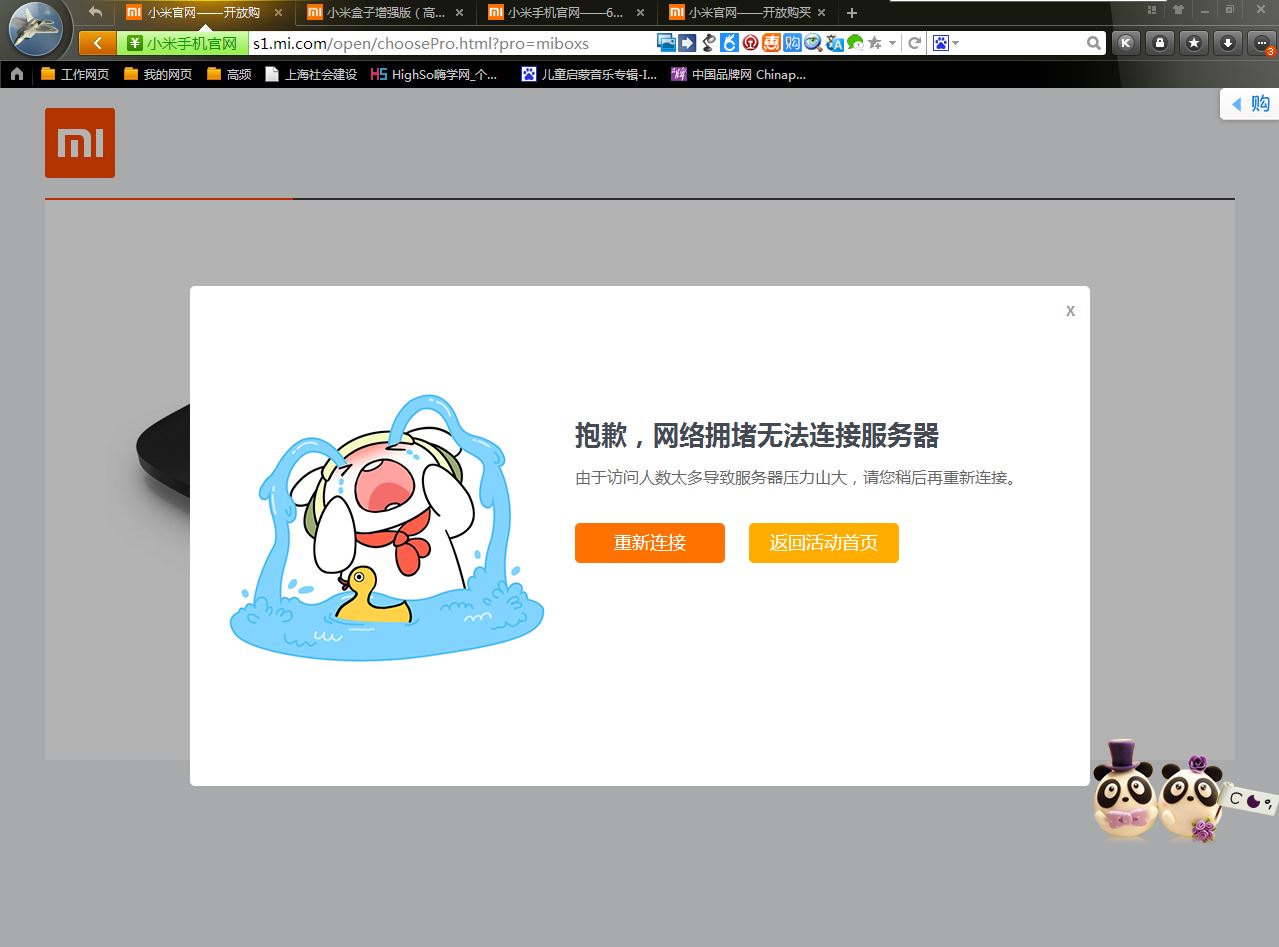 小米官网——开放购
小米盒子增强版（高...
小米手机官网——6...
小米官网——开放购买
小米手机官网
s1.mi.com/open/choosePro.html?pro=miboxs
工作网页
我的网页
高频
上海社会建设
HighSo嗨学网_个...
儿童启蒙音乐专辑-I...
中国品牌网 Chinap...
购
X
抱歉，网络拥堵无法连接服务器
由于访问人数太多导致服务器压力山大，请您稍后再重新连接。
重新连接
返回活动首页